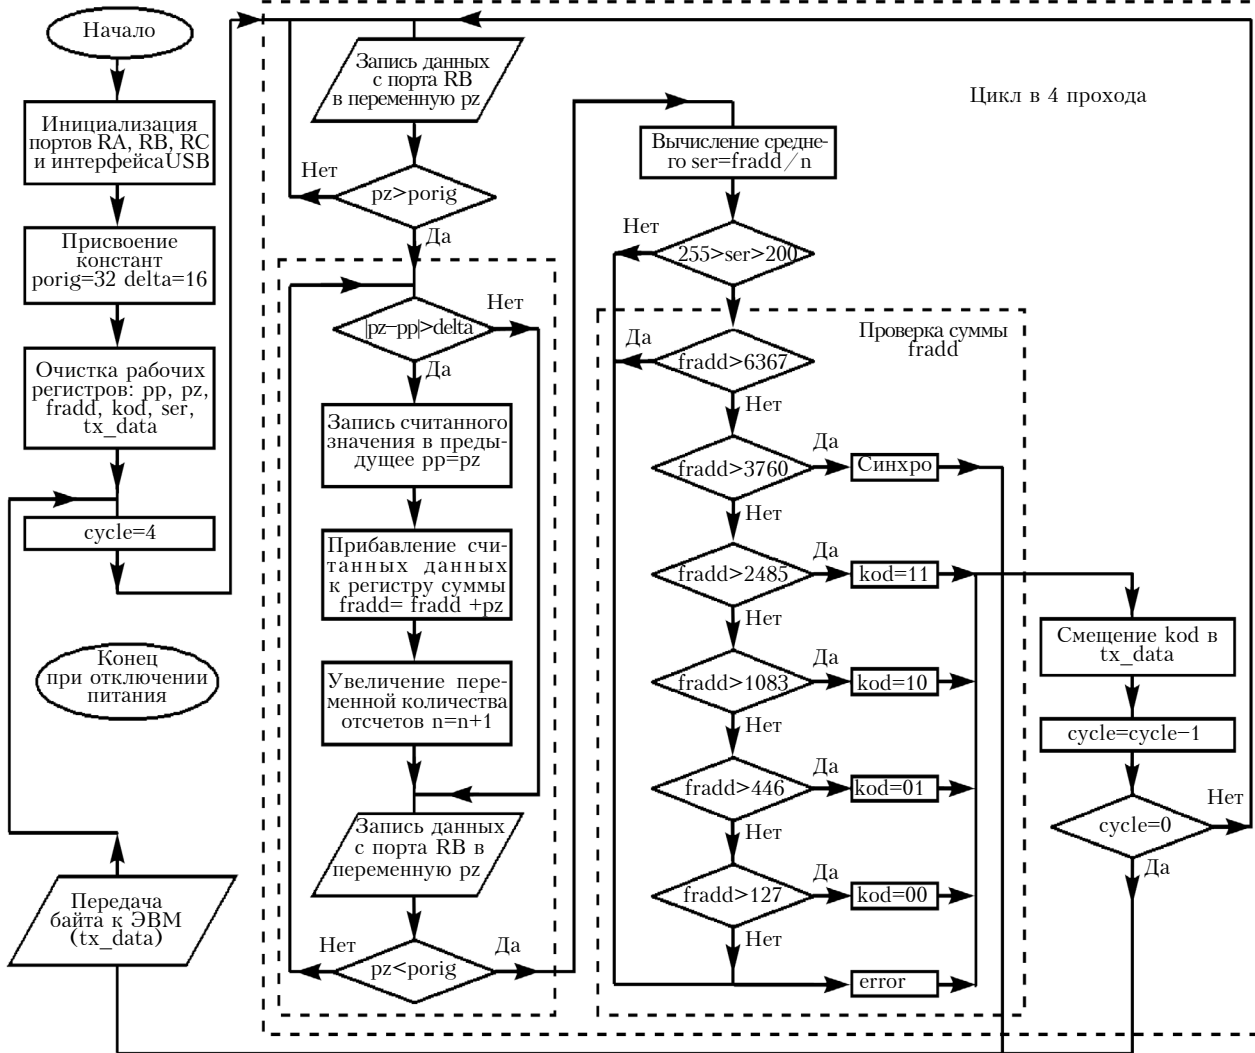 Начало
Инициализация
портов RA, RB, RC
и интерфейса USB
Присвоение
констант
porig=32 delta=16
Очистка рабочих
регистров: pp, pz,
fradd, kod, ser,
tx_data
cycle=4
Конец
при отключении
питания
Передача
байта к ЭВМ
(tx_data)
Запись данных
с порта RB
в переменную pz
Нет
pz>porig
Да
Нет
|pz−pp|>delta
Да
Запись считанного
значения в преды-
дущее pp=pz
Прибавление счи-
танных данных
к регистру суммы
fradd= fradd +pz
Увеличение пере-
менной количества
отсчетов n=n+1
Запись данных
с порта RB в
переменную pz
Нет
Да
pz<porig
Цикл в 4 прохода
Вычисление средне-
го ser=fradd/n
Нет
255>ser>200
Проверка суммы
fradd
Да
fradd>6367
Нет
Да
fradd>3760
Синхро
Нет
Да
fradd>2485
kod=11
Нет
Да
fradd>1083
kod=10
Нет
Да
fradd>446
kod=01
Нет
Да
fradd>127
kod=00
Нет
error
Смещение kod в
tx_data
cycle=cycle−1
Нет
cycle=0
Да